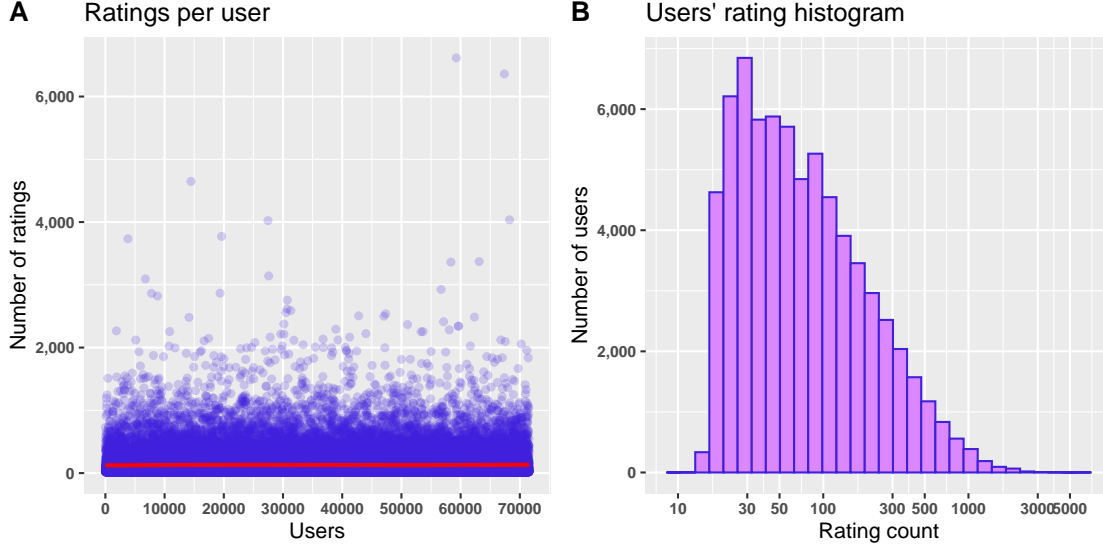 A Ratings per user
Number of ratings
6,000
4,000
2,000
0
0 10000 20000 30000 40000 50000 60000 70000
Users
B Users' rating histogram
Number of users
6,000
4,000
2,000
0
10 30 50 100 300 500 1000 3000 5000
Rating count